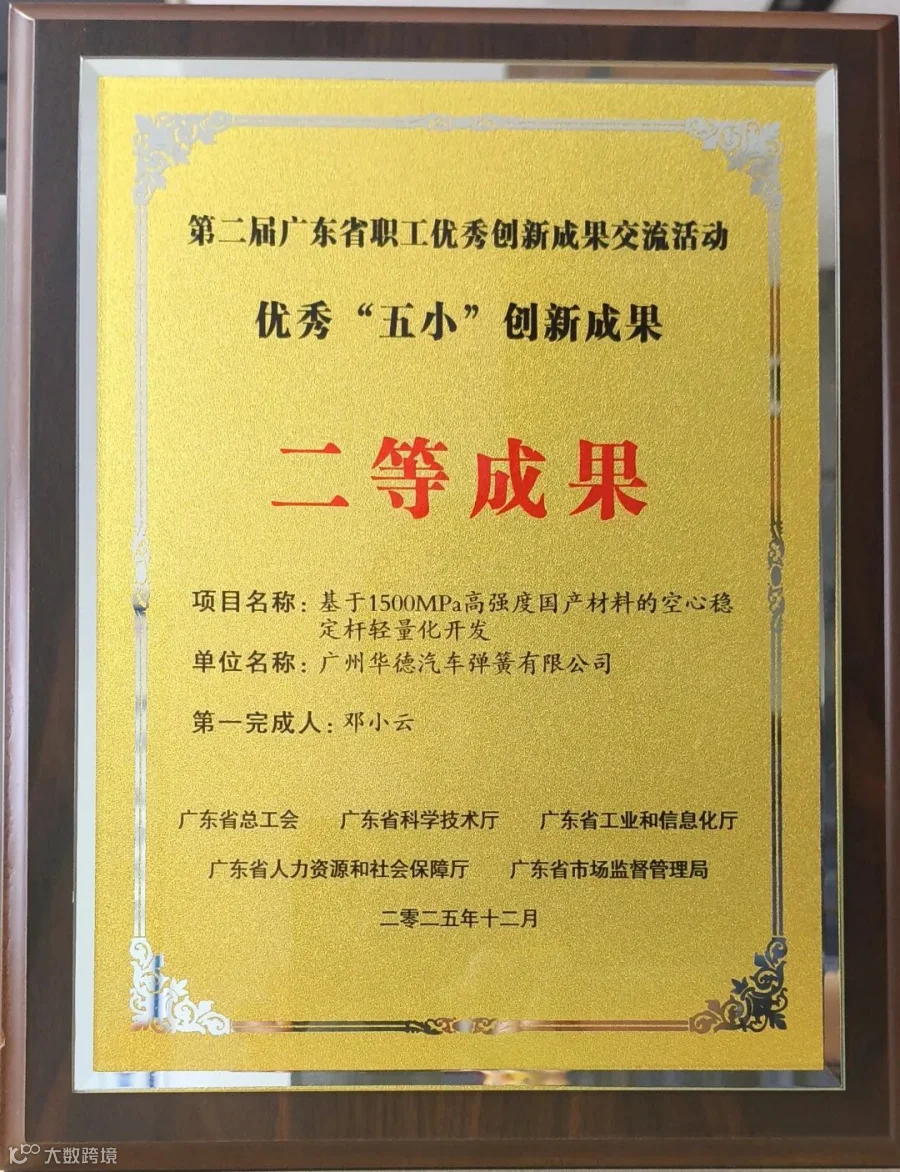 第二届广东省职工优秀创新成果交流活动
优秀“五小”创新成果
二等成果
项目名称：基于1500MPa高强度国产材料的空心稳
定杆轻量化开发
单位名称：广州华德汽车弹簧有限公司
第一完成人：邓小云
广东省总工会 广东省科学技术厅 广东省工业和信息化厅
广东省人力资源和社会保障厅 广东省市场监督管理局
二零二五年十二月
大数跨境